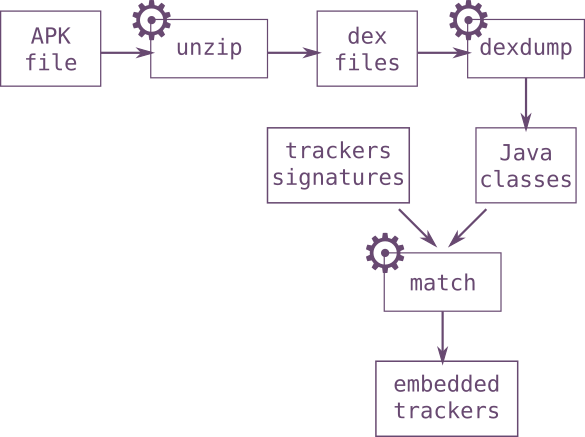 APK
file
unzip
dex
files
dexdump
trackers
signatures
Java
classes
match
embedded
trackers